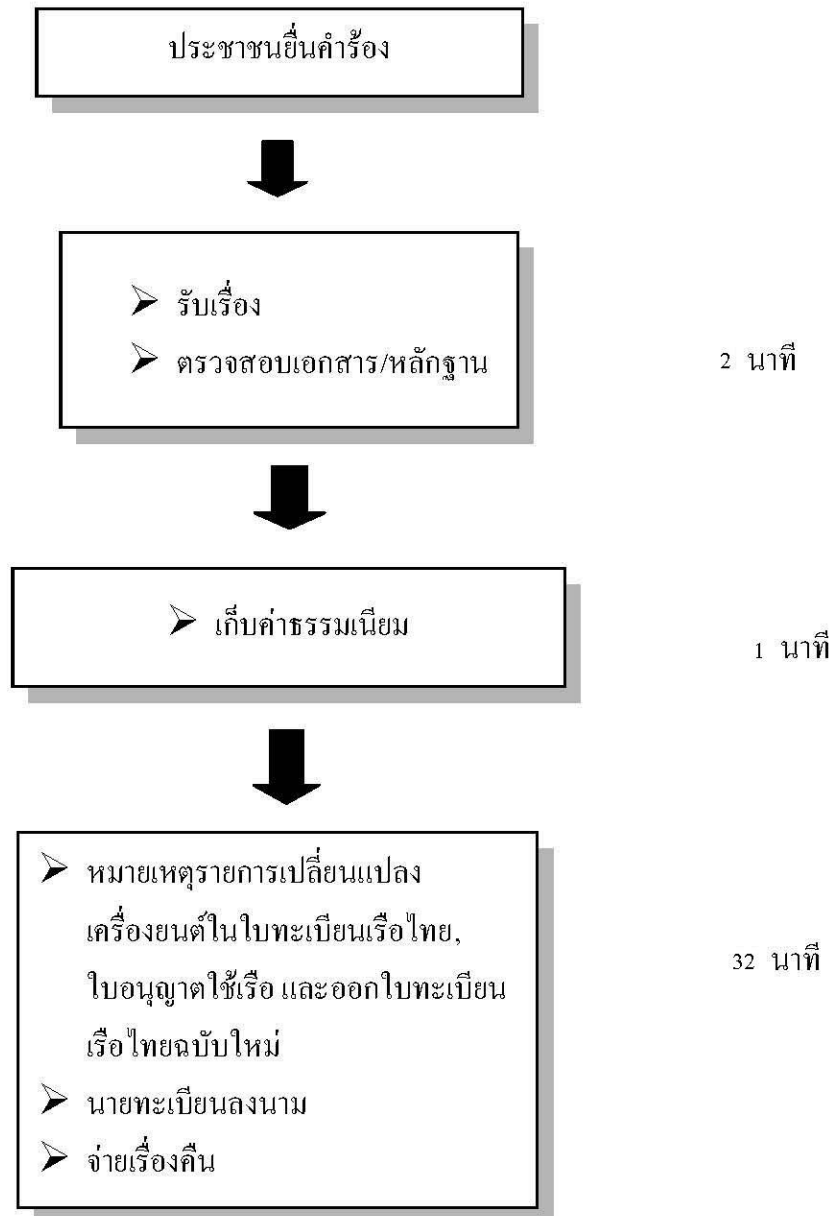 ประชาชนยื่นคำร้อง
รับเรื่อง
ตรวจสอบเอกสาร/หลักฐาน
2 นาที
เก็บค่าธรรมเนียม
1 นาที
หมายเหตุรายการเปลี่ยนแปลง
เครื่องยนต์ในใบทะเบียนเรือไทย,
ใบอนุญาตใช้เรือ และออกใบทะเบียน
เรือไทยฉบับใหม่
32 นาที
นายทะเบียนลงนาม
จ่ายเรื่องคืน